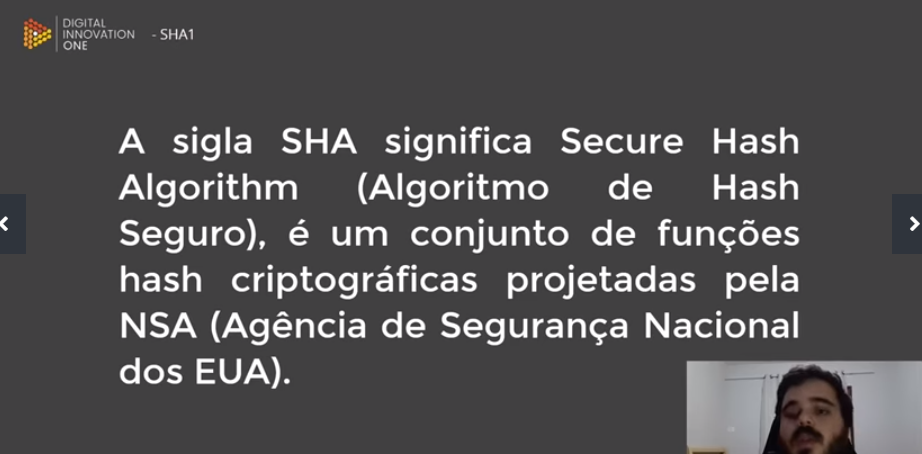 DIGITAL
INNOVATION
ONE
- SHA1
A sigla SHA significa Secure Hash
Algorithm (Algoritmo de Hash
Seguro), é um conjunto de funções
hash criptográficas projetadas pela
NSA (Agência de Segurança Nacional
dos EUA).